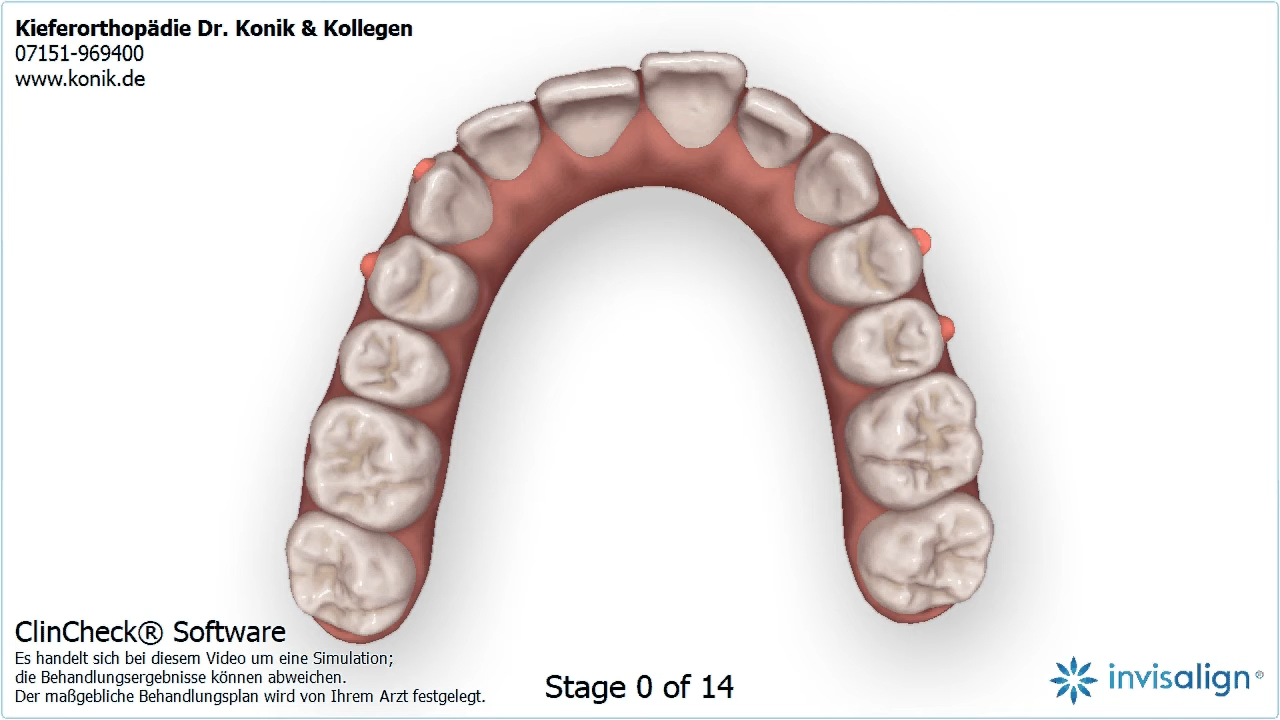 Kieferorthopädie Dr. Konik & Kollegen
07151-969400
www.konik.de
ClinCheck® Software
Es handelt sich bei diesem Video um eine Simulation;
die Behandlungsergebnisse können abweichen.
Der maßgebliche Behandlungsplan wird von Ihrem Arzt festgelegt.
Stage 0 of 14
invisalign®